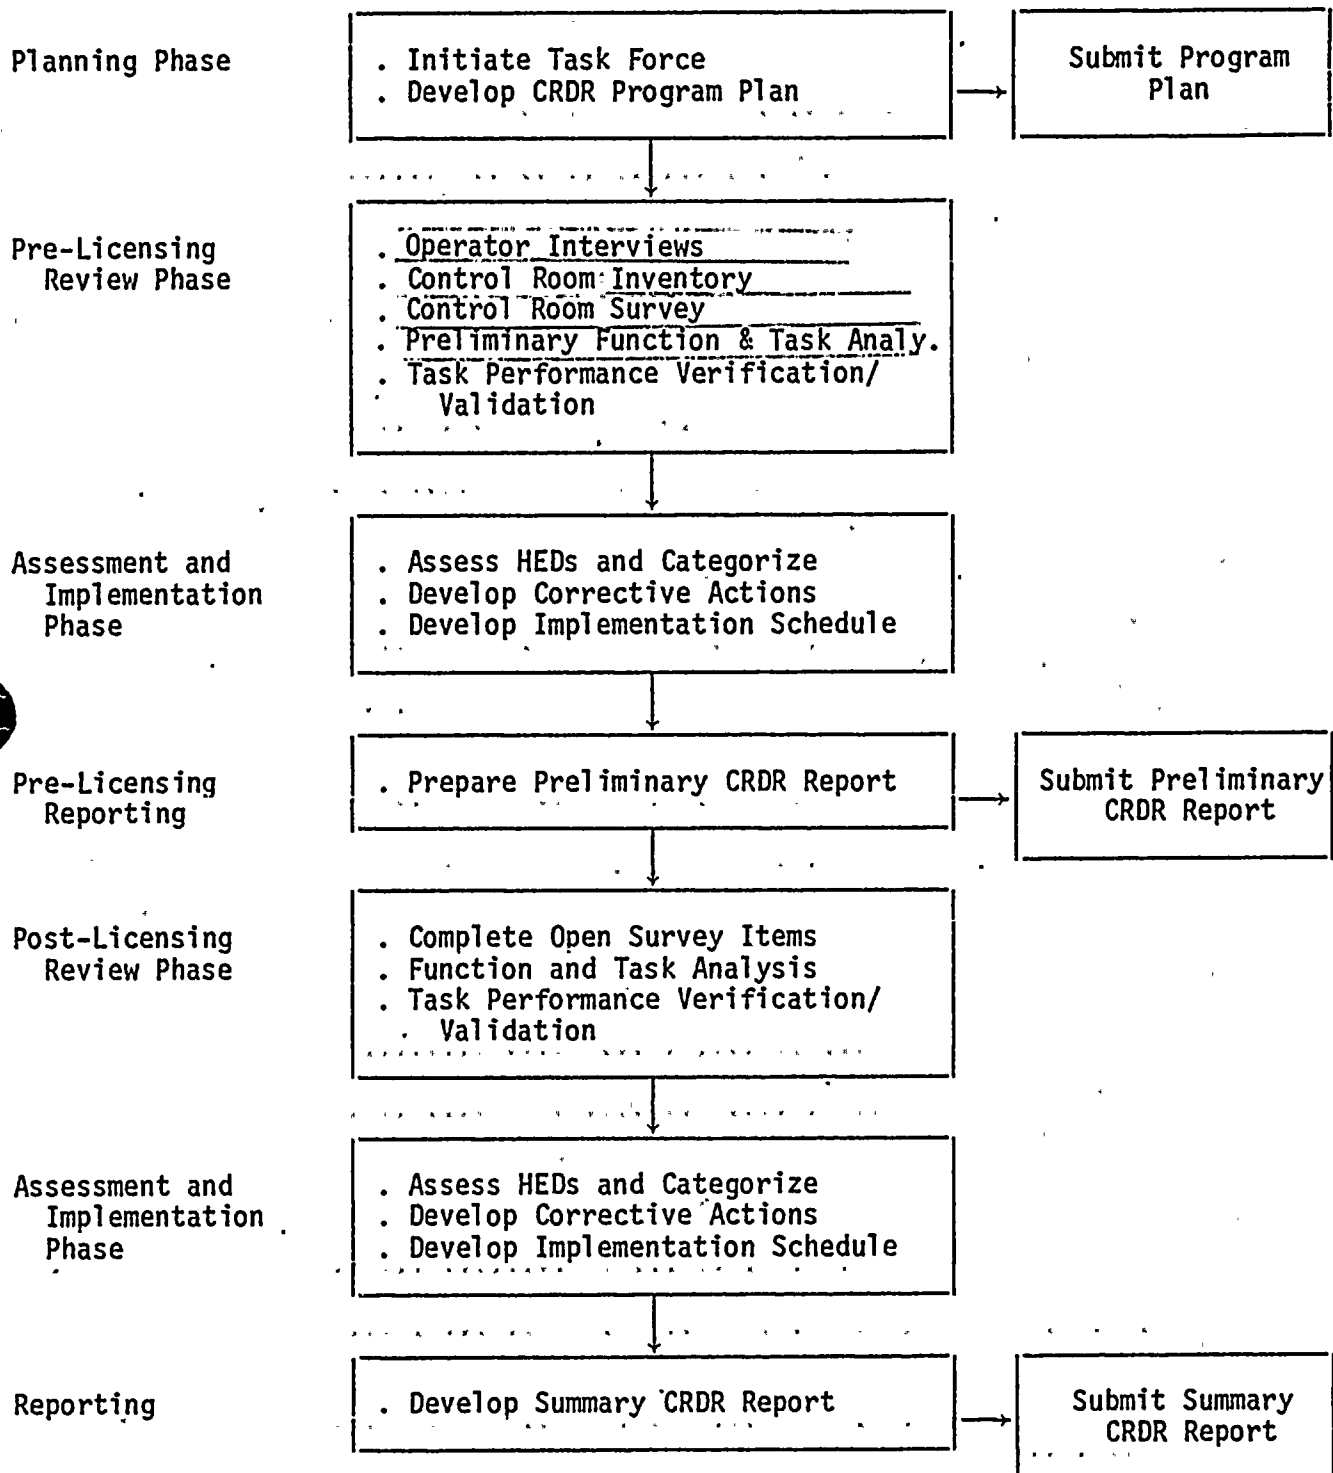 Planning Phase
. Initiate Task Force
. Develop CRDR Program Plan
Submit Program
Plan
Pre-Licensing
Review Phase
. Operator Interviews
. Control Room Inventory
. Control Room Survey
. Preliminary Function & Task Analy.
. Task Performance Verification/
Validation
Assessment and
Implementation
Phase
. Assess HEDs and Categorize
. Develop Corrective Actions
. Develop Implementation Schedule
Pre-Licensing
Reporting
. Prepare Preliminary CRDR Report
Submit Preliminary
CRDR Report
Post-Licensing
Review Phase
. Complete Open Survey Items
. Function and Task Analysis
. Task Performance Verification/
Validation
Assessment and
Implementation
Phase
. Assess HEDs and Categorize
. Develop Corrective Actions
. Develop Implementation Schedule
Reporting
. Develop Summary CRDR Report
Submit Summary
CRDR Report